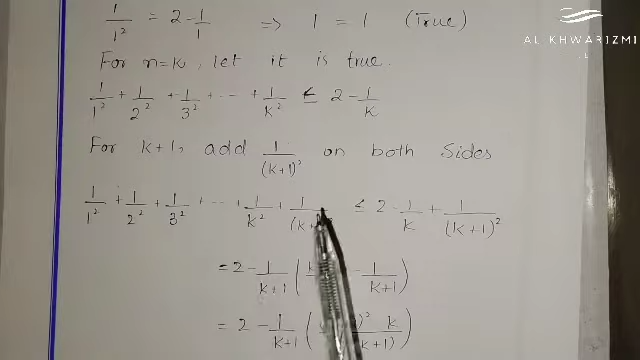 1/1² = 2 - 1/1 => 1 = 1 (True)
AL KHWARIZMI
For n=k, let it is true.
1/1² + 1/2² + 1/3² + ... + 1/k² ≤ 2 - 1/k
For k+1, add 1/(k+1)² on both sides
1/1² + 1/2² + 1/3² + ... + 1/k² + 1/(k+ ≤ 2 - 1/k + 1/(k+1)²
= 2 - 1/(k+1) ( - 1/(k+1))
= 2 - 1/(k+1) ( )² - k / k+1)